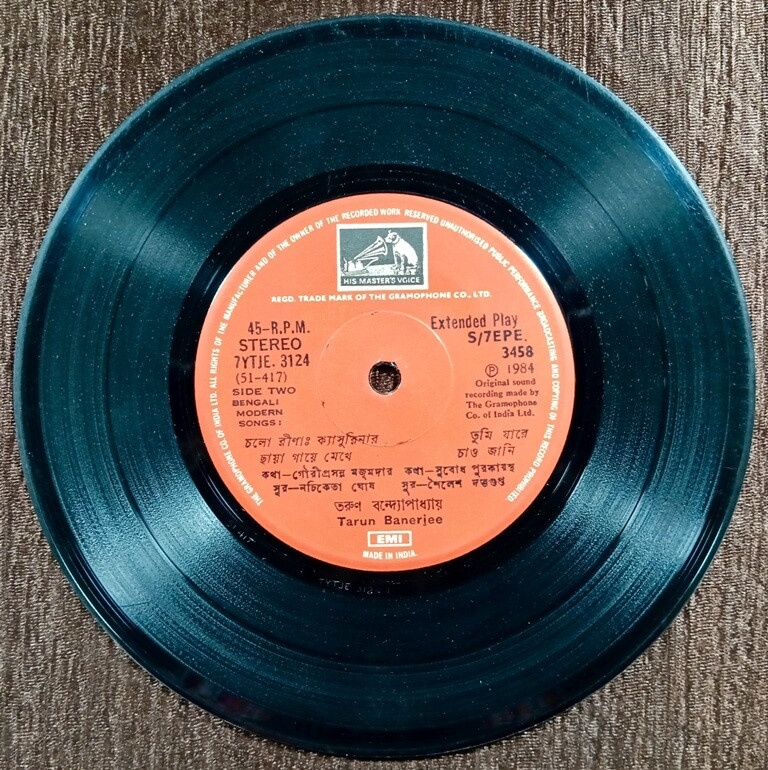 THE GRAMOPHONE CO. OF INDIA LTD. ALL RIGHTS OF THE MANUFACTURER AND OF THE OWNER OF THE RECORDED WORK RESERVED UNAUTHORISED PUBLIC PERFORMANCE BROADCASTING AND COPYING OF THIS RECORD PROHIBITED.
HIS MASTER'S VOICE
REGD. TRADE MARK OF THE GRAMOPHONE CO., LTD.
45-R.P.M.
STEREO
7YTJE. 3124
(51-417)
SIDE TWO
BENGALI
MODERN
SONGS:
Extended Play
S/7EPE.
3458
Ⓟ 1984
Original sound
recording made by
The Gramophone
Co. of India Ltd.
চলো রীণাঃ ক্যাসুরিনার
ছায়া গায়ে মেখে
তুমি যারে
চাও জানি
কথা—গৌরীপ্রসন্ন মজুমদার কথা—সুবোধ পুরকায়স্থ
সুর—নচিকেতা ঘোষ সুর—শৈলেশ দত্তগুপ্ত
তরুণ বন্দ্যোপাধ্যায়
Tarun Banerjee
EMI
MADE IN INDIA.